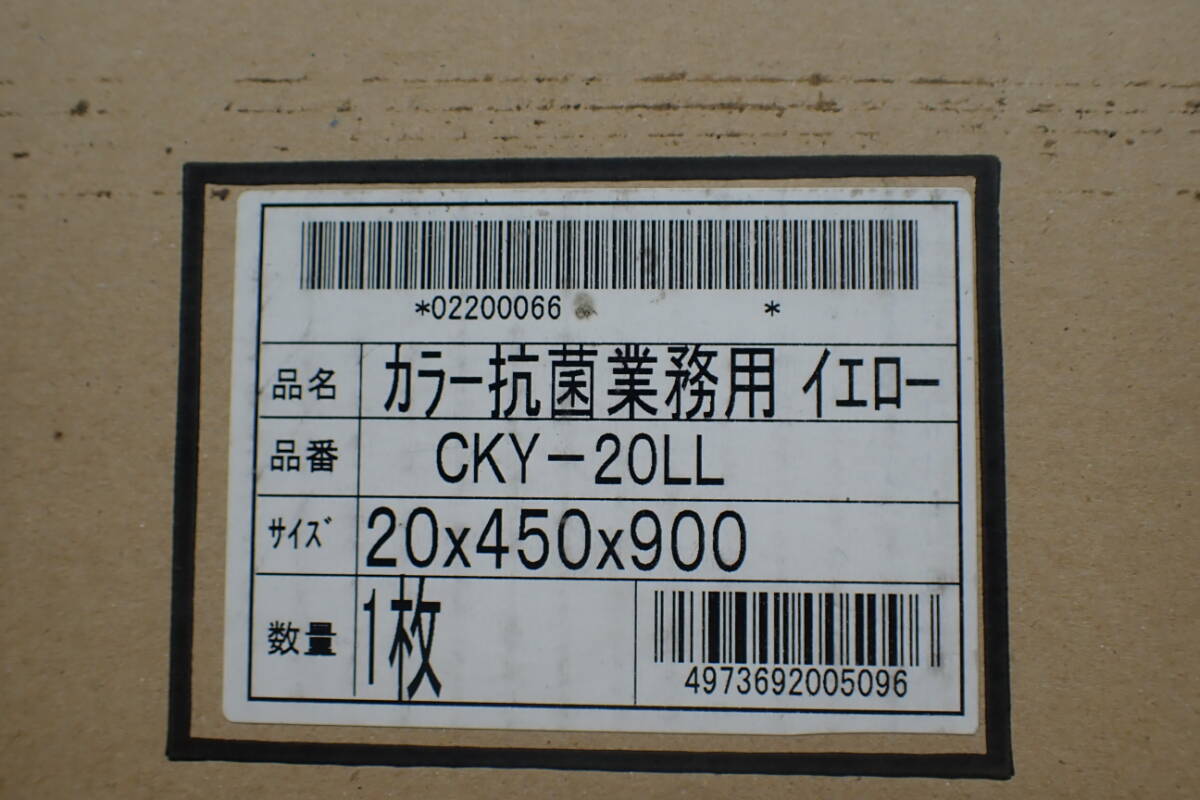 *02200066 *
品名 カラー抗菌業務用 イエロー
品番 CKY-20LL
サイズ 20x450x900
数量 1枚
4973692005096